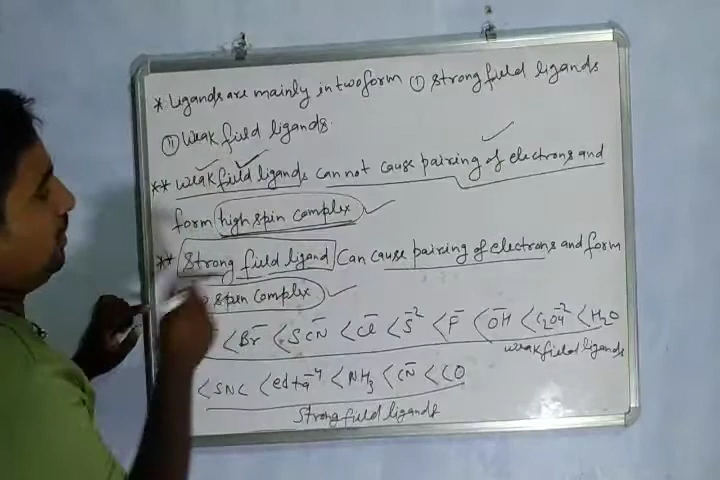 * Ligands are mainly in two form ① Strong field ligands
② Weak field ligands.
** weak field ligands can not cause pairing of electrons and
form high spin complex
** Strong field ligand Can cause pairing of electrons and form
spin complex
< Br⁻ < SCN⁻ < Cl⁻ < S⁻² < F⁻ < OH⁻ < C₂O₄⁻² < H₂O
weak field ligands
< SNC < edta⁻⁴ < NH₃ < CN⁻ < CO
Strong field ligands